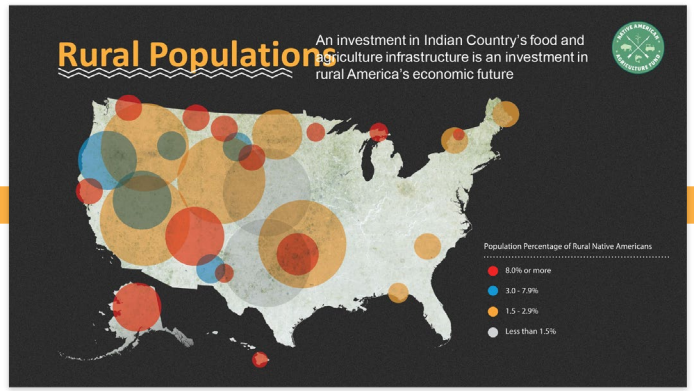 Rural Populations
An investment in Indian Country's food and
agriculture infrastructure is an investment in
rural America's economic future
NATIVE AMERICAN
AGRICULTURE FUND
Population Percentage of Rural Native Americans
8.0% or more
3.0 - 7.9%
1.5 - 2.9%
Less than 1.5%